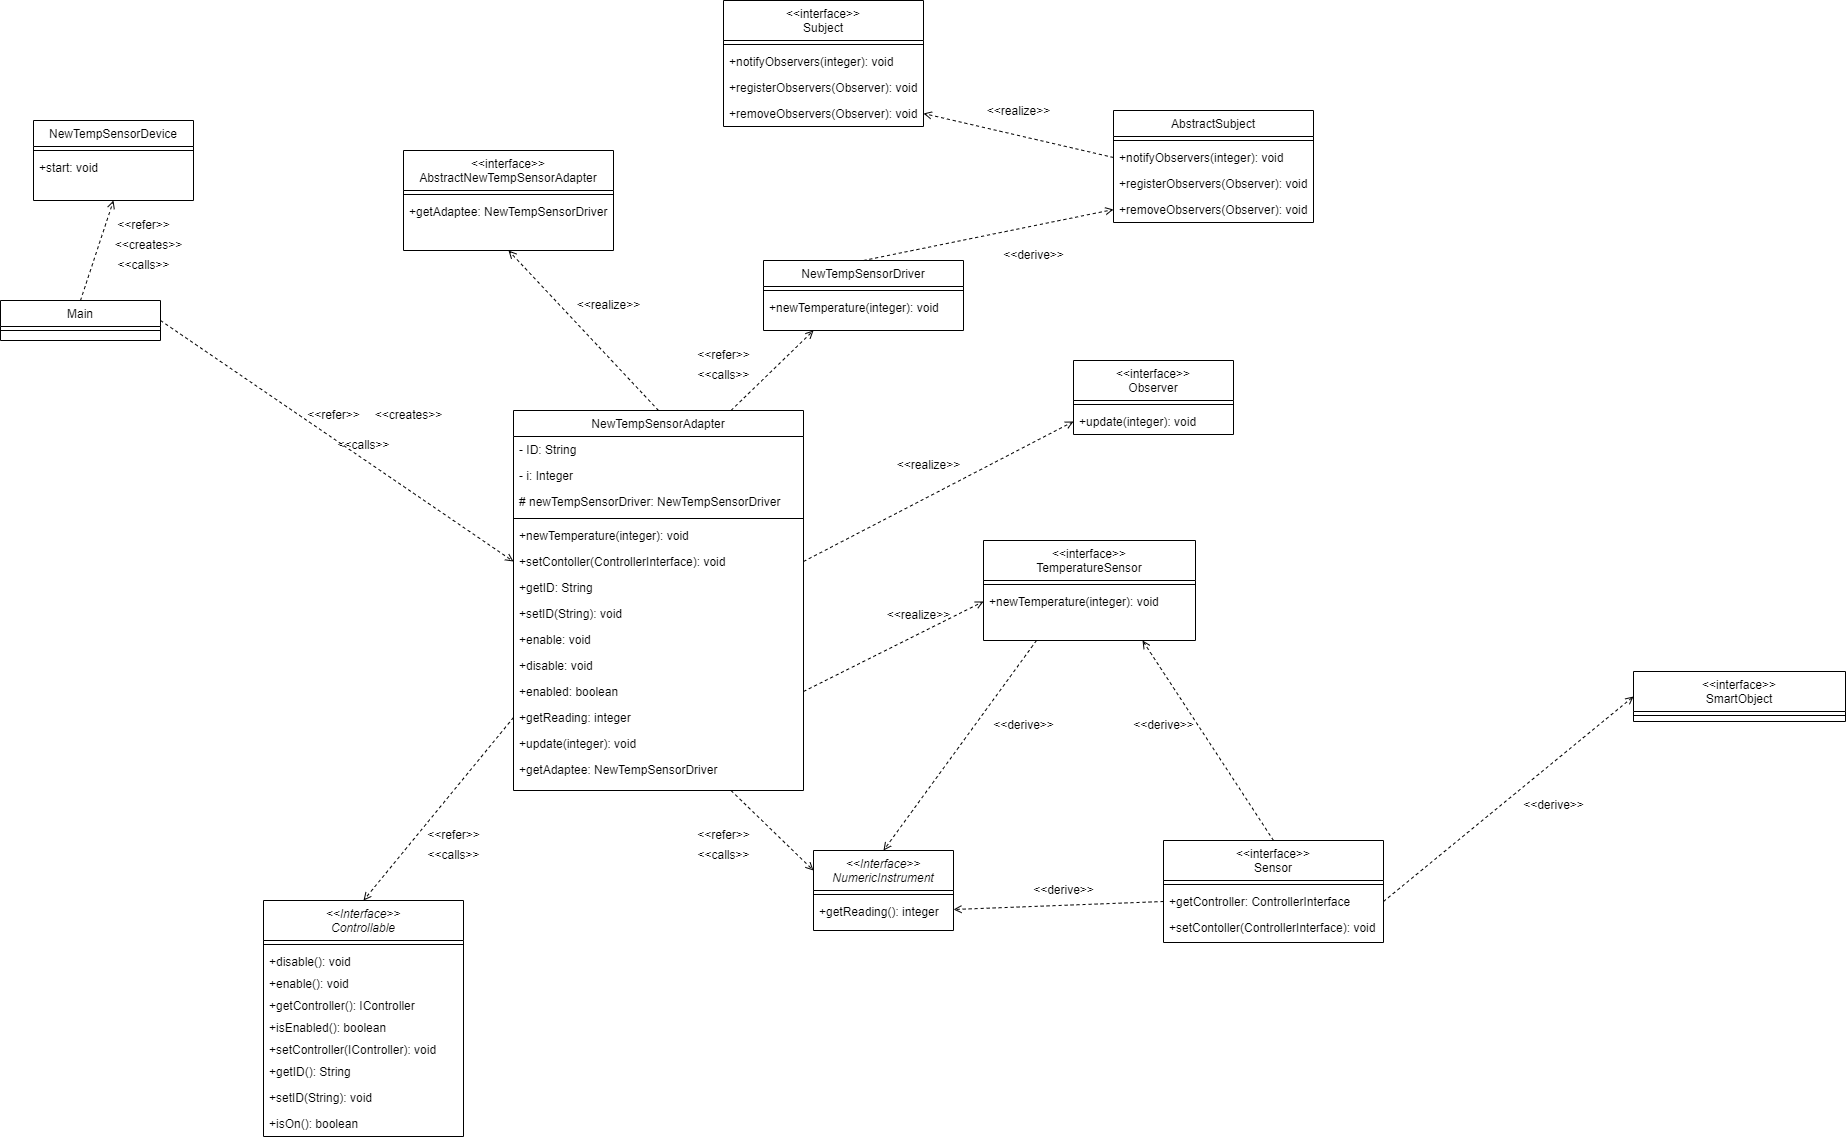 <<interface>>
Subject
+notifyObservers(integer): void
+registerObservers(Observer): void
+removeObservers(Observer): void
<<realize>>
AbstractSubject
+notifyObservers(integer): void
+registerObservers(Observer): void
+removeObservers(Observer): void
NewTempSensorDevice
+start: void
<<interface>>
AbstractNewTempSensorAdapter
+getAdaptee: NewTempSensorDriver
<<refer>>
<<creates>>
<<calls>>
<<derive>>
NewTempSensorDriver
+newTemperature(integer): void
Main
<<realize>>
<<refer>>
<<calls>>
<<interface>>
Observer
+update(integer): void
<<refer>> <<creates>>
<<calls>>
NewTempSensorAdapter
- ID: String
- i: Integer
# newTempSensorDriver: NewTempSensorDriver
+newTemperature(integer): void
+setContoller(ControllerInterface): void
+getID: String
+setID(String): void
+enable: void
+disable: void
+enabled: boolean
+getReading: integer
+update(integer): void
+getAdaptee: NewTempSensorDriver
<<realize>>
<<interface>>
TemperatureSensor
+newTemperature(integer): void
<<realize>>
<<derive>>
<<derive>>
<<interface>>
SmartObject
<<derive>>
<<refer>>
<<calls>>
<<refer>>
<<calls>>
<<Interface>>
NumericInstrument
+getReading(): integer
<<derive>>
<<interface>>
Sensor
+getController: ControllerInterface
+setContoller(ControllerInterface): void
<<Interface>>
Controllable
+disable(): void
+enable(): void
+getController(): IController
+isEnabled(): boolean
+setController(IController): void
+getID(): String
+setID(String): void
+isOn(): boolean